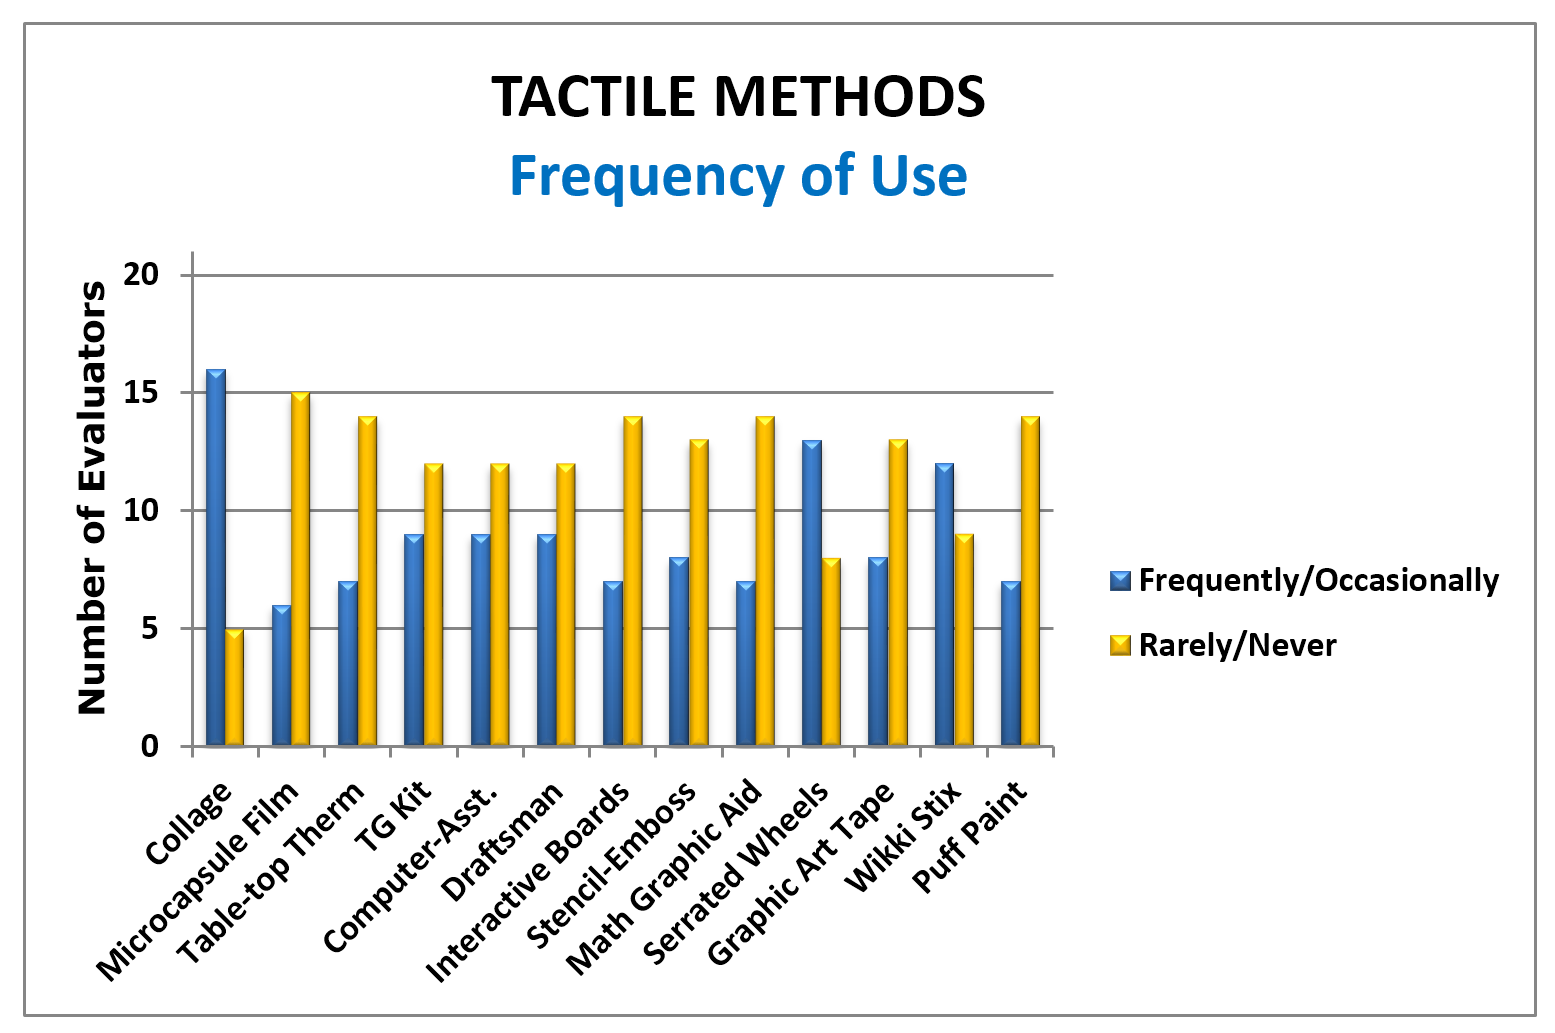 TACTILE METHODS
Frequency of Use
Number of Evaluators
20
15
10
5
0
Collage
Microcapsule Film
Table-top Therm
TG Kit
Computer-Asst.
Draftsman
Interactive Boards
Stencil-Emboss
Math Graphic Aid
Serrated Wheels
Graphic Art Tape
Wikki Stix
Puff Paint
Frequently/Occasionally
Rarely/Never